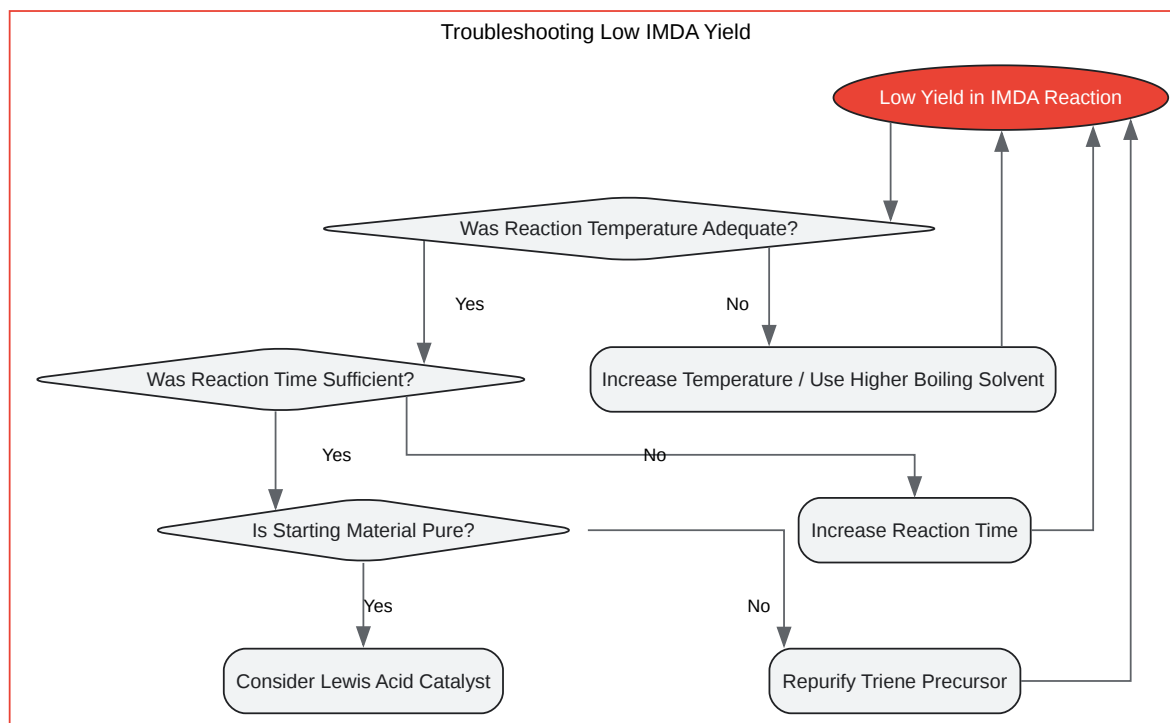 Troubleshooting Low IMDA Yield
Low Yield in IMDA Reaction
Was Reaction Temperature Adequate?
Yes
No
Was Reaction Time Sufficient?
Increase Temperature / Use Higher Boiling Solvent
Yes
No
Is Starting Material Pure?
Increase Reaction Time
Yes
No
Consider Lewis Acid Catalyst
Repurify Triene Precursor